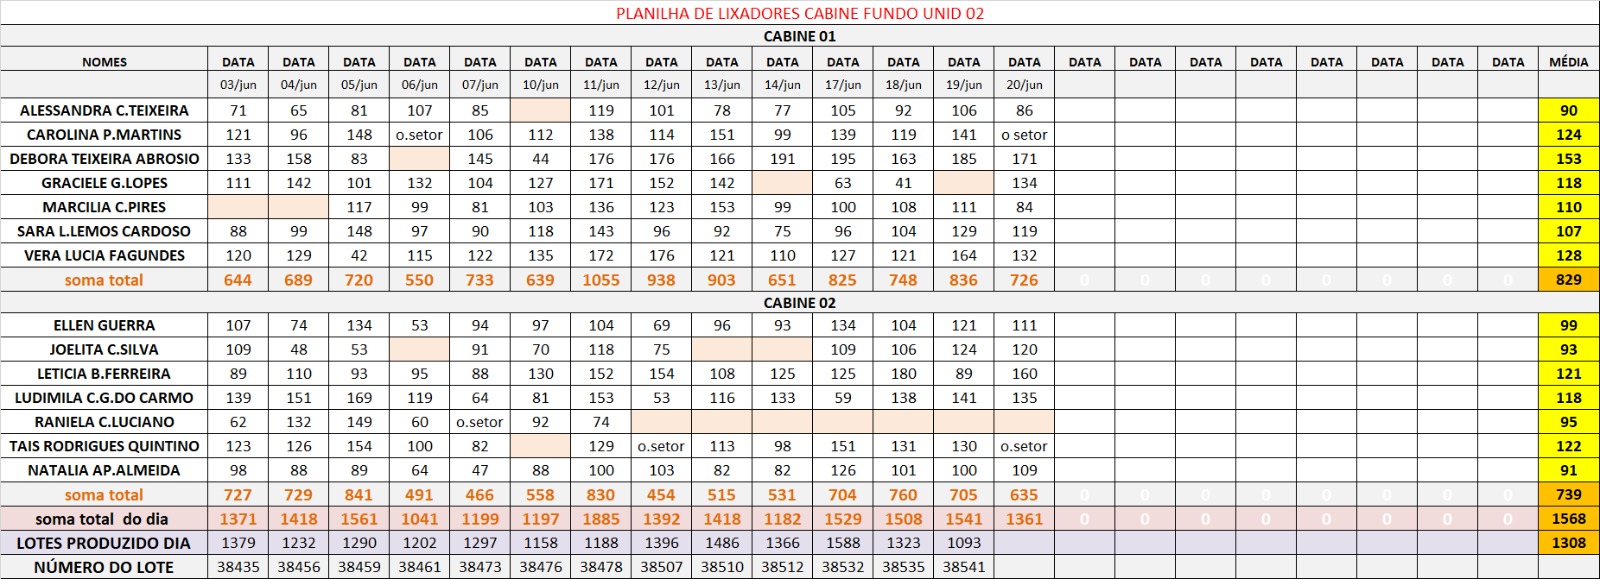 PLANILHA DE LIXADORES CABINE FUNDO UNID 02
CABINE 01
NOMES DATA DATA DATA DATA DATA DATA DATA DATA DATA DATA DATA DATA DATA DATA DATA DATA DATA DATA DATA DATA DATA DATA MÉDIA
03/jun 04/jun 05/jun 06/jun 07/jun 10/jun 11/jun 12/jun 13/jun 14/jun 17/jun 18/jun 19/jun 20/jun
ALESSANDRA C.TEIXEIRA 71 65 81 107 85 119 101 78 77 105 92 106 86 90
CAROLINA P.MARTINS 121 96 148 o.setor 106 112 138 114 151 99 139 119 141 o setor 124
DEBORA TEIXEIRA ABROSIO 133 158 83 145 44 176 176 166 191 195 163 185 171 153
GRACIELE G.LOPES 111 142 101 132 104 127 171 152 142 63 41 134 118
MARCILIA C.PIRES 117 99 81 103 136 123 153 99 100 108 111 84 110
SARA L.LEMOS CARDOSO 88 99 148 97 90 118 143 96 92 75 96 104 129 119 107
VERA LUCIA FAGUNDES 120 129 42 115 122 135 172 176 121 110 127 121 164 132 128
soma total 644 689 720 550 733 639 1055 938 903 651 825 748 836 726 0 0 0 0 0 0 0 0 829
CABINE 02
ELLEN GUERRA 107 74 134 53 94 97 104 69 96 93 134 104 121 111 99
JOELITA C.SILVA 109 48 53 91 70 118 75 109 106 124 120 93
LETICIA B.FERREIRA 89 110 93 95 88 130 152 154 108 125 125 180 89 160 121
LUDIMILA C.G.DO CARMO 139 151 169 119 64 81 153 53 116 133 59 138 141 135 118
RANIELA C.LUCIANO 62 132 149 60 o.setor 92 74 95
TAIS RODRIGUES QUINTINO 123 126 154 100 82 129 o.setor 113 98 151 131 130 o.setor 122
NATALIA AP.ALMEIDA 98 88 89 64 47 88 100 103 82 82 126 101 100 109 91
soma total 727 729 841 491 466 558 830 454 515 531 704 760 705 635 0 0 0 0 0 0 0 0 739
soma total do dia 1371 1418 1561 1041 1199 1197 1885 1392 1418 1182 1529 1508 1541 1361 0 0 0 0 0 0 0 0 1568
LOTES PRODUZIDO DIA 1379 1232 1290 1202 1297 1158 1188 1396 1486 1366 1588 1323 1093 1308
NÚMERO DO LOTE 38435 38456 38459 38461 38473 38476 38478 38507 38510 38512 38532 38535 38541